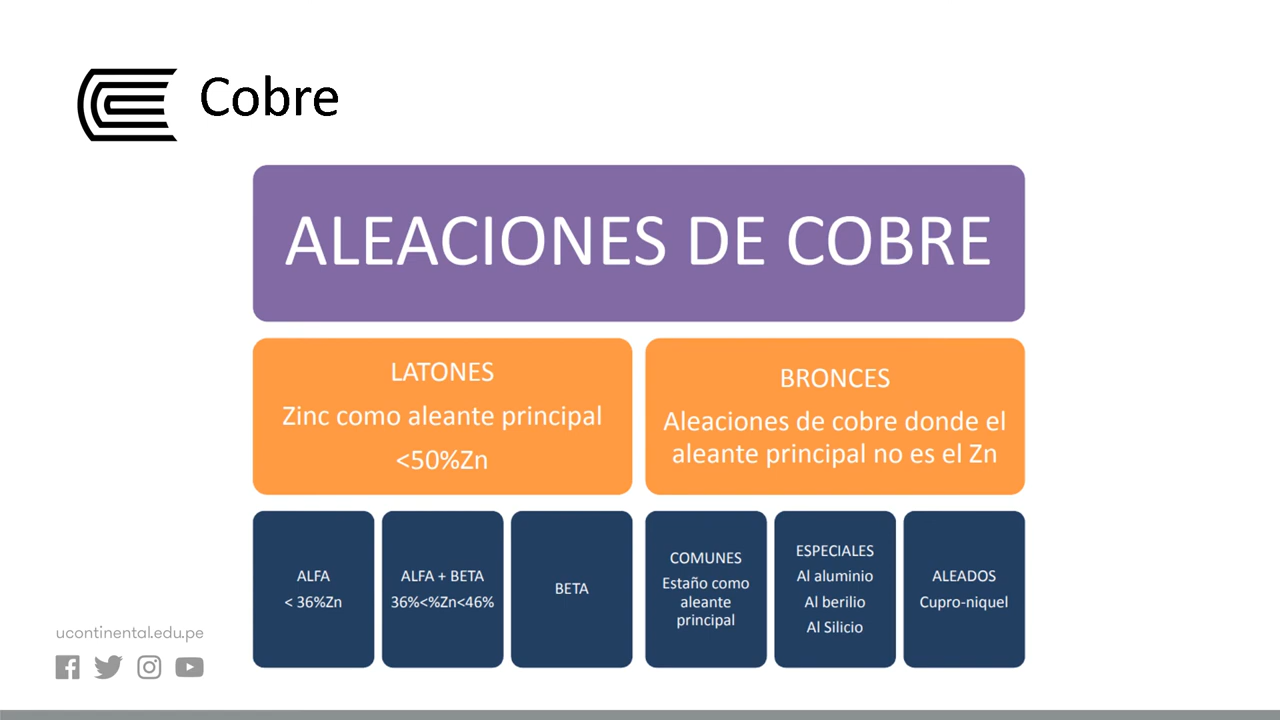 Cobre
ALEACIONES DE COBRE
LATONES
Zinc como aleante principal
<50%Zn
BRONCES
Aleaciones de cobre donde el
aleante principal no es el Zn
ALFA
< 36%Zn
ALFA + BETA
36%<%Zn<46%
BETA
COMUNES
Estaño como
aleante
principal
ESPECIALES
Al aluminio
Al berilio
Al Silicio
ALEADOS
Cupro-niquel
ucontinental.edu.pe